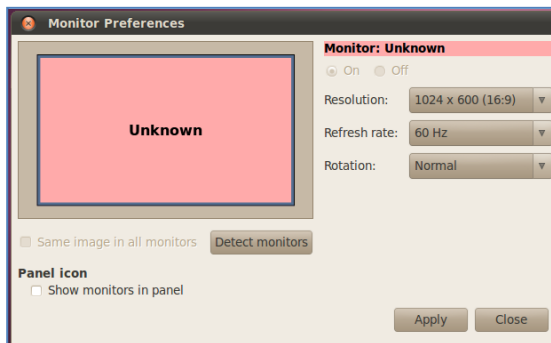 Monitor Preferences
Unknown
Same image in all monitors
Detect monitors
Panel icon
Show monitors in panel
Monitor: Unknown
On Off
Resolution: 1024 x 600 (16:9)
Refresh rate: 60 Hz
Rotation: Normal
Apply Close